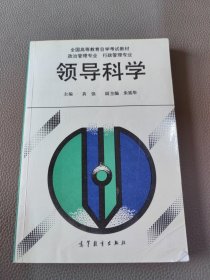 全国高等教育自学考试教材
政治管理专业 行政管理专业
领导科学
主编 黄强 副主编
高等教育出版社